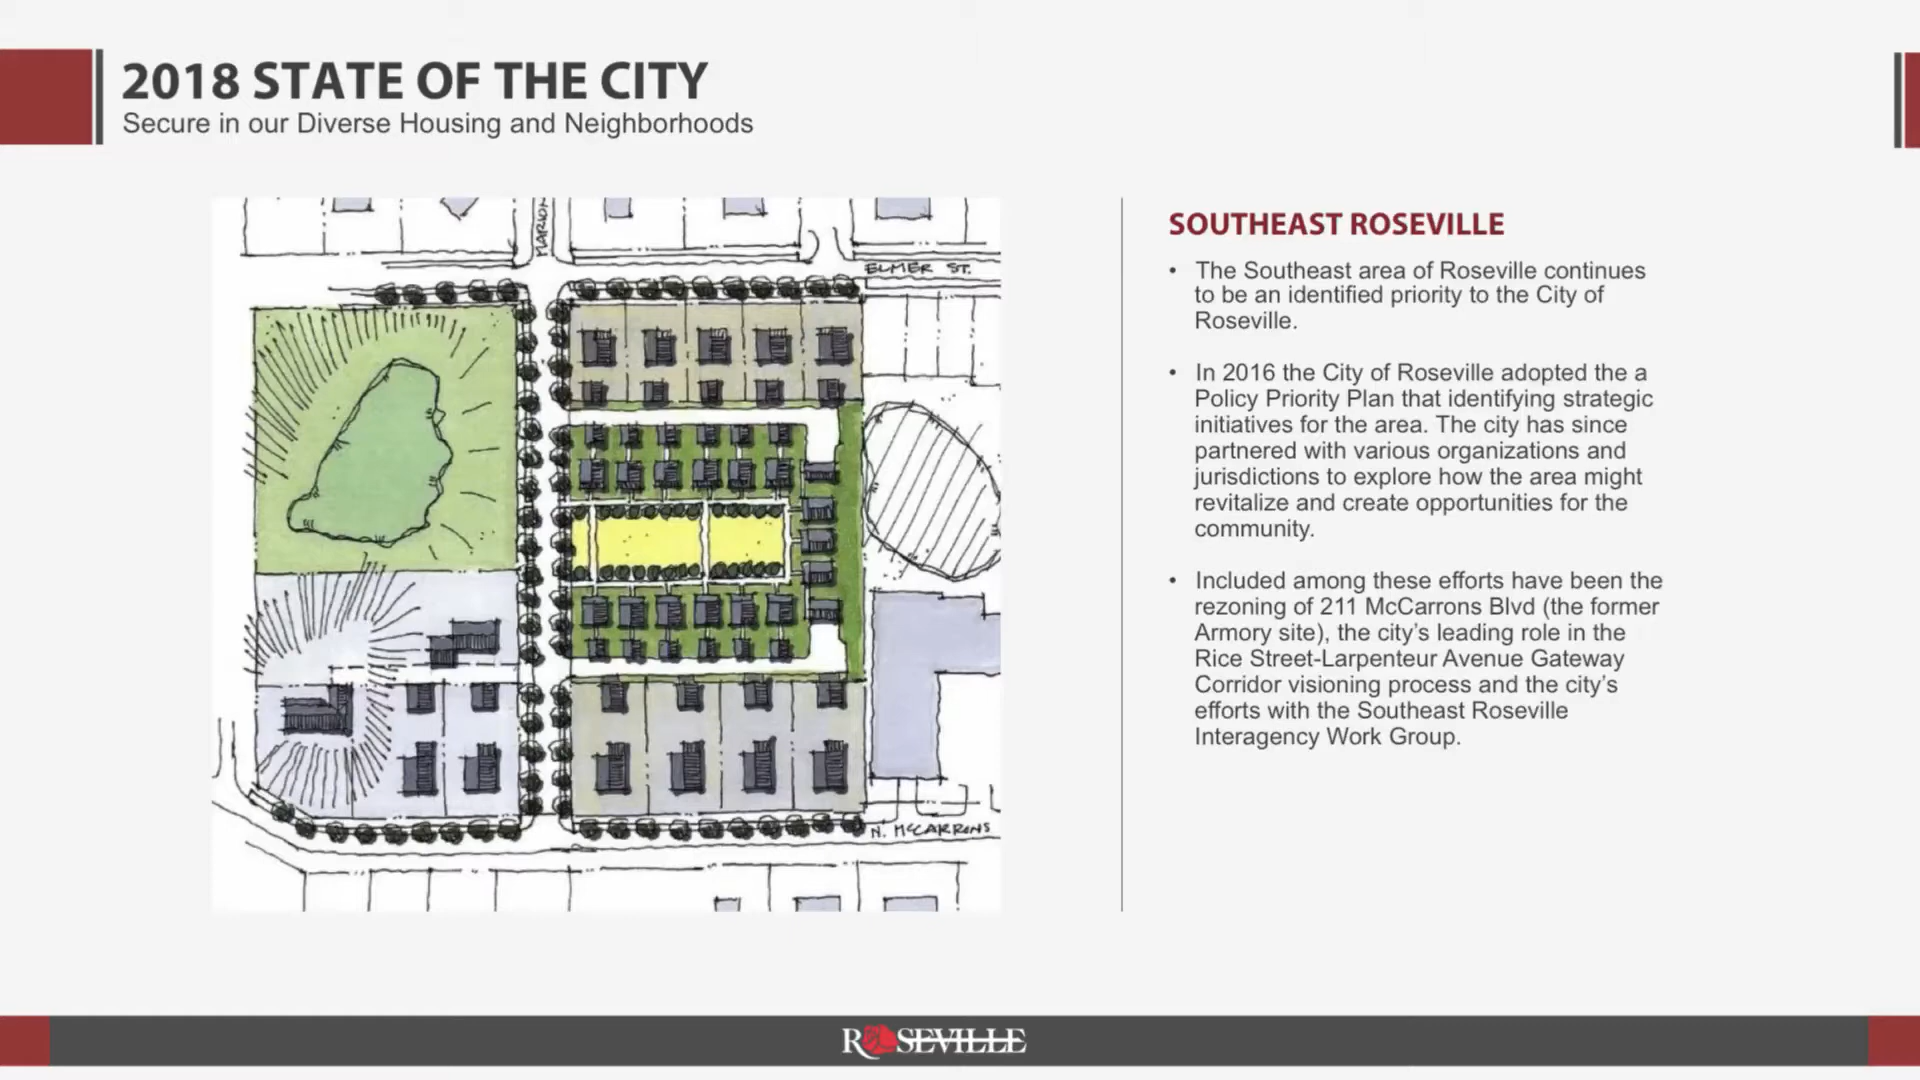 2018 STATE OF THE CITY
Secure in our Diverse Housing and Neighborhoods
MARION
ELMER ST.
N. MCCARRONS
SOUTHEAST ROSEVILLE
• The Southeast area of Roseville continues
to be an identified priority to the City of
Roseville.
• In 2016 the City of Roseville adopted the a
Policy Priority Plan that identifying strategic
initiatives for the area. The city has since
partnered with various organizations and
jurisdictions to explore how the area might
revitalize and create opportunities for the
community.
• Included among these efforts have been the
rezoning of 211 McCarrons Blvd (the former
Armory site), the city’s leading role in the
Rice Street-Larpenteur Avenue Gateway
Corridor visioning process and the city’s
efforts with the Southeast Roseville
Interagency Work Group.
ROSEVILLE